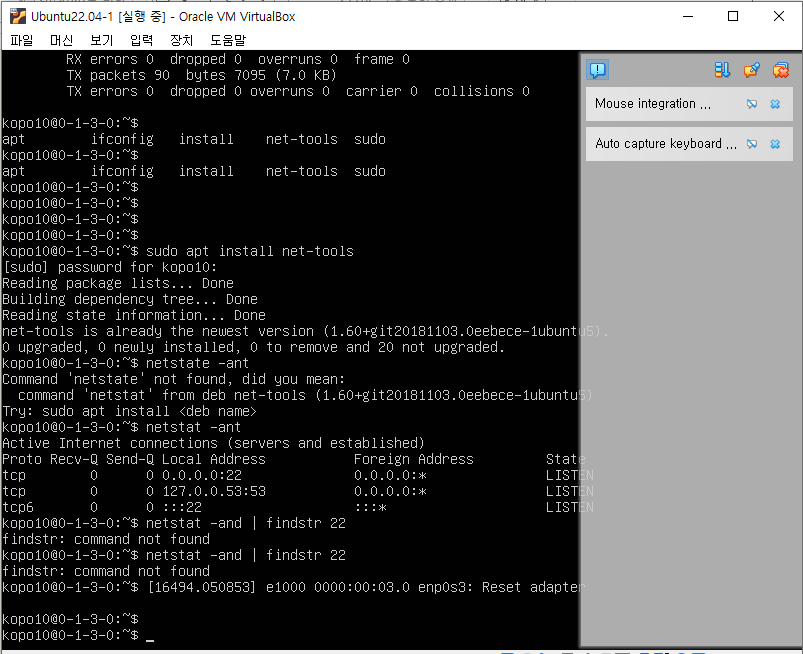 Ubuntu22.04-1 [실행 중] - Oracle VM VirtualBox
파일 머신 보기 입력 장치 도움말
RX errors 0  dropped 0  overruns 0  frame 0
TX packets 90  bytes 7095 (7.0 KB)
TX errors 0  dropped 0 overruns 0  carrier 0  collisions 0
kopo10@0-1-3-0:~$
apt        ifconfig   install    net-tools  sudo
kopo10@0-1-3-0:~$
apt        ifconfig   install    net-tools  sudo
kopo10@0-1-3-0:~$
kopo10@0-1-3-0:~$
kopo10@0-1-3-0:~$
kopo10@0-1-3-0:~$
kopo10@0-1-3-0:~$ sudo apt install net-tools
[sudo] password for kopo10:
Reading package lists... Done
Building dependency tree... Done
Reading state information... Done
net-tools is already the newest version (1.60+git20181103.0eebece-1ubuntu5).
0 upgraded, 0 newly installed, 0 to remove and 20 not upgraded.
kopo10@0-1-3-0:~$ netstate -ant
Command 'netstate' not found, did you mean:
  command 'netstat' from deb net-tools (1.60+git20181103.0eebece-1ubuntu5)
Try: sudo apt install <deb name>
kopo10@0-1-3-0:~$ netstat -ant
Active Internet connections (servers and established)
Proto Recv-Q Send-Q Local Address           Foreign Address         State
tcp        0      0 0.0.0.0:22              0.0.0.0:*               LISTEN
tcp        0      0 127.0.0.53:53           0.0.0.0:*               LISTEN
tcp6       0      0 :::22                   :::*                    LISTEN
kopo10@0-1-3-0:~$ netstat -and | findstr 22
findstr: command not found
kopo10@0-1-3-0:~$ netstat -and | findstr 22
findstr: command not found
kopo10@0-1-3-0:~$ [16494.050853] e1000 0000:00:03.0 enp0s3: Reset adapter
kopo10@0-1-3-0:~$
kopo10@0-1-3-0:~$ _
Mouse integration ...
Auto capture keyboard ...